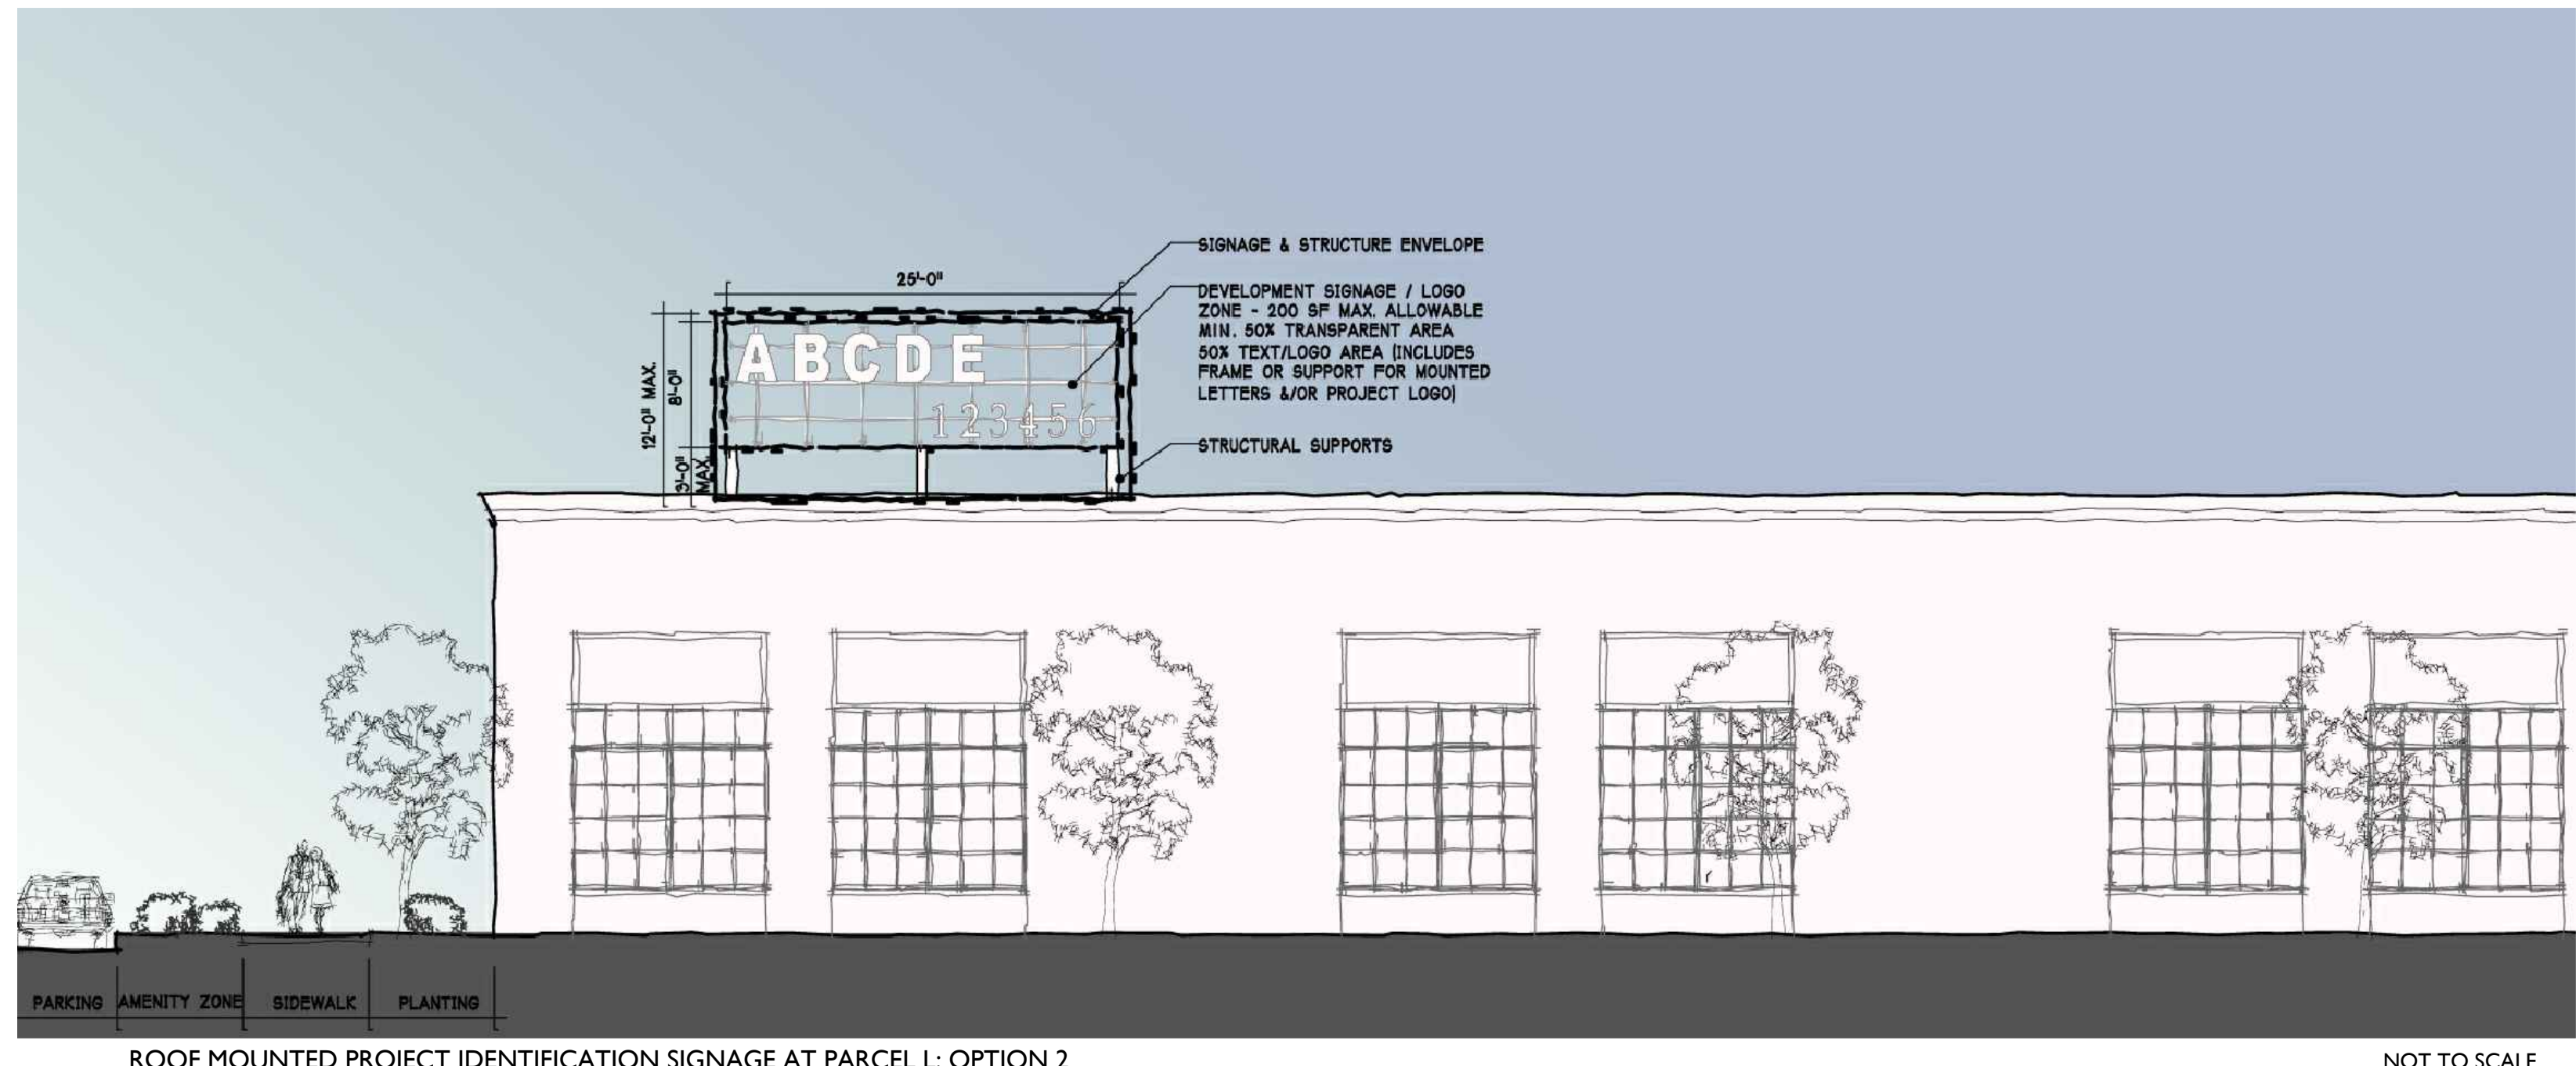 SIGNAGE & STRUCTURE ENVELOPE
25'-0"
DEVELOPMENT SIGNAGE / LOGO
ZONE - 200 SF MAX. ALLOWABLE
MIN. 50% TRANSPARENT AREA
50% TEXT/LOGO AREA (INCLUDES
FRAME OR SUPPORT FOR MOUNTED
LETTERS &/OR PROJECT LOGO)
ABCDE
123456
12'-0" MAX.
8'-0"
3'-0"
MAX.
STRUCTURAL SUPPORTS
PARKING
AMENITY ZONE
SIDEWALK
PLANTING
ROOF MOUNTED PROJECT IDENTIFICATION SIGNAGE AT PARCEL L: OPTION 2
NOT TO SCALE